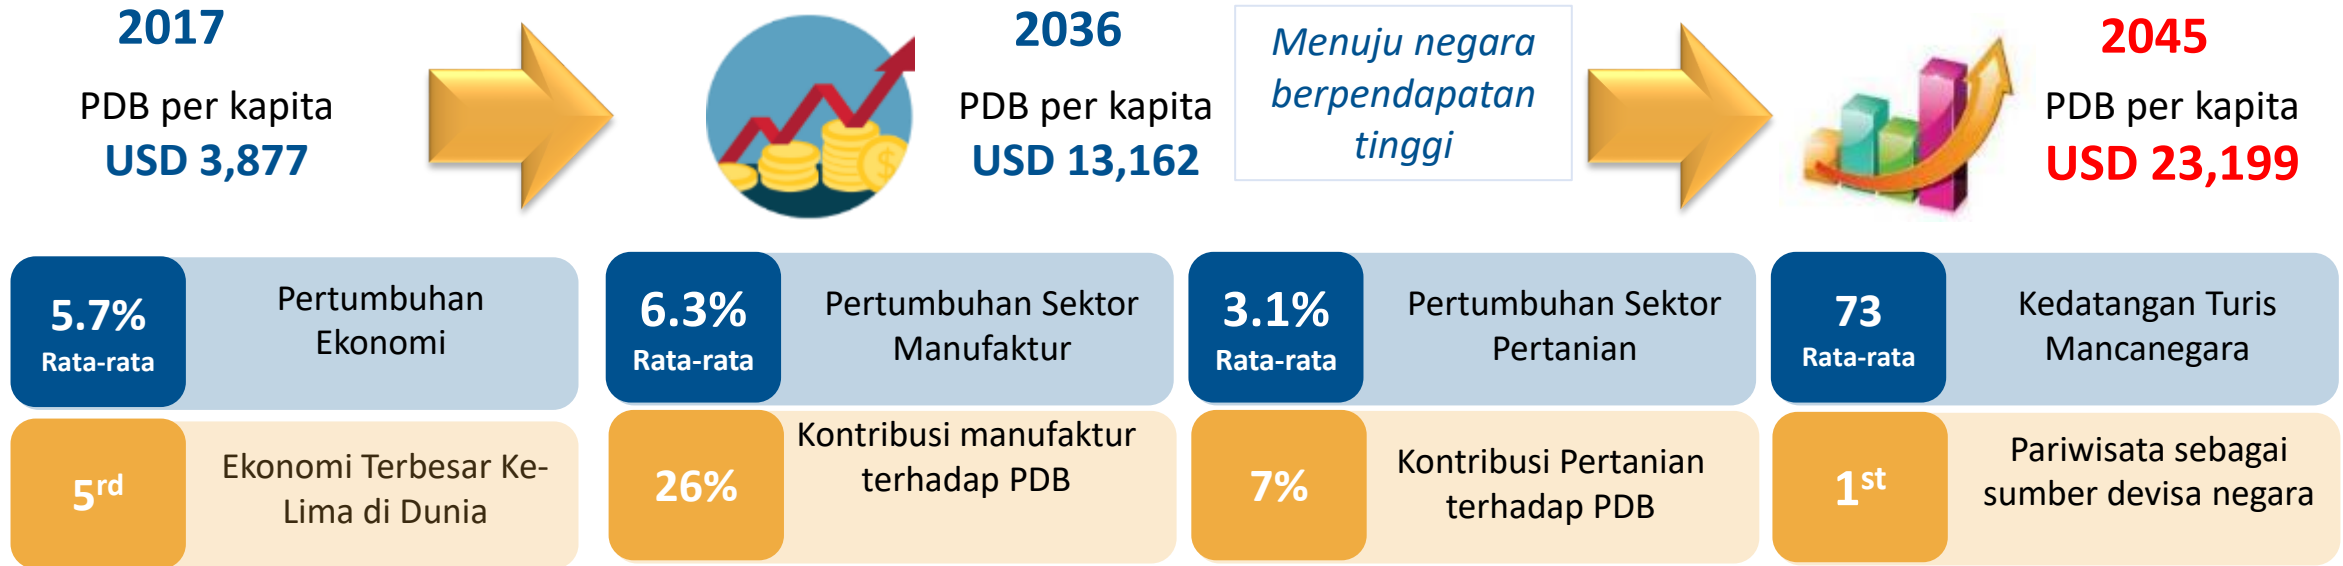 2017
PDB per kapita
USD 3,877
2036
PDB per kapita
USD 13,162
Menuju negara
berpendapatan
tinggi
2045
PDB per kapita
USD 23,199
5.7%
Rata-rata
Pertumbuhan
Ekonomi
6.3%
Rata-rata
Pertumbuhan Sektor
Manufaktur
3.1%
Rata-rata
Pertumbuhan Sektor
Pertanian
73
Rata-rata
Kedatangan Turis
Mancanegara
5rd
Ekonomi Terbesar Ke-
Lima di Dunia
26%
Kontribusi manufaktur
terhadap PDB
7%
Kontribusi Pertanian
terhadap PDB
1st
Pariwisata sebagai
sumber devisa negara